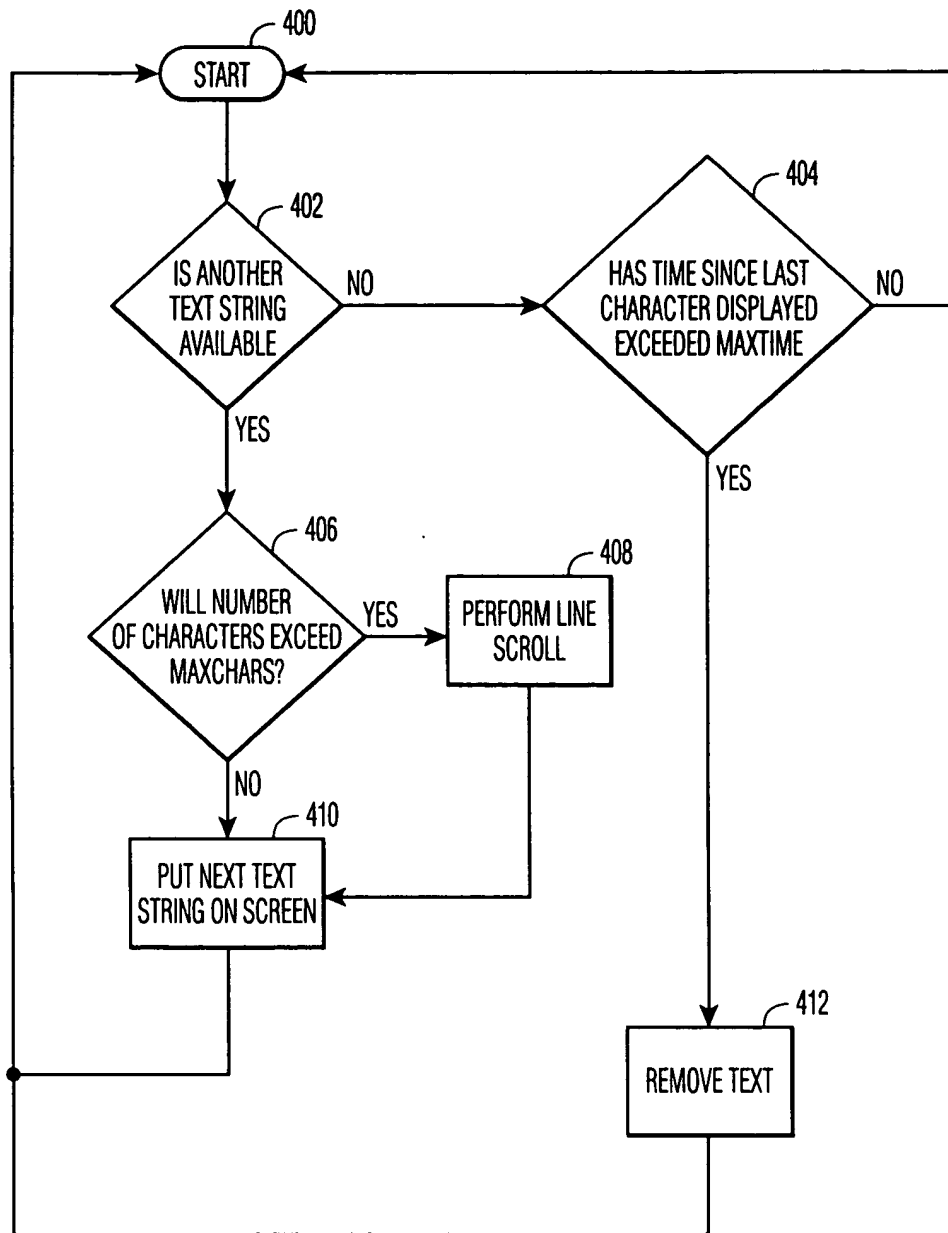 400
START
402
IS ANOTHER
TEXT STRING
AVAILABLE
NO
YES
404
HAS TIME SINCE LAST
CHARACTER DISPLAYED
EXCEEDED MAXTIME
NO
YES
406
WILL NUMBER
OF CHARACTERS EXCEED
MAXCHARS?
YES
NO
408
PERFORM LINE
SCROLL
410
PUT NEXT TEXT
STRING ON SCREEN
412
REMOVE TEXT